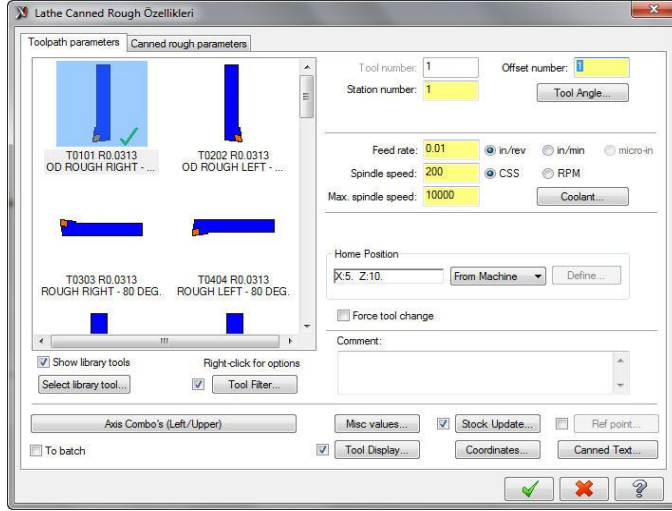 Lathe Canned Rough Özellikleri
Toolpath parameters
Canned rough parameters
T0101 R0.0313
OD ROUGH RIGHT - ...
T0202 R0.0313
OD ROUGH LEFT - ...
T0303 R0.0313
ROUGH RIGHT - 80 DEG.
T0404 R0.0313
ROUGH LEFT - 80 DEG.
Show library tools
Right-click for options
Select library tool...
Tool Filter...
Axis Combo's (Left/Upper)
To batch
Tool number: 1
Offset number: 1
Station number: 1
Tool Angle...
Feed rate: 0.01
in/rev
in/min
micro-in
Spindle speed: 200
CSS
RPM
Max. spindle speed: 10000
Coolant...
Home Position
X:5. Z:10.
From Machine
Define...
Force tool change
Comment:
Misc values...
Stock Update...
Ref point...
Tool Display...
Coordinates...
Canned Text...